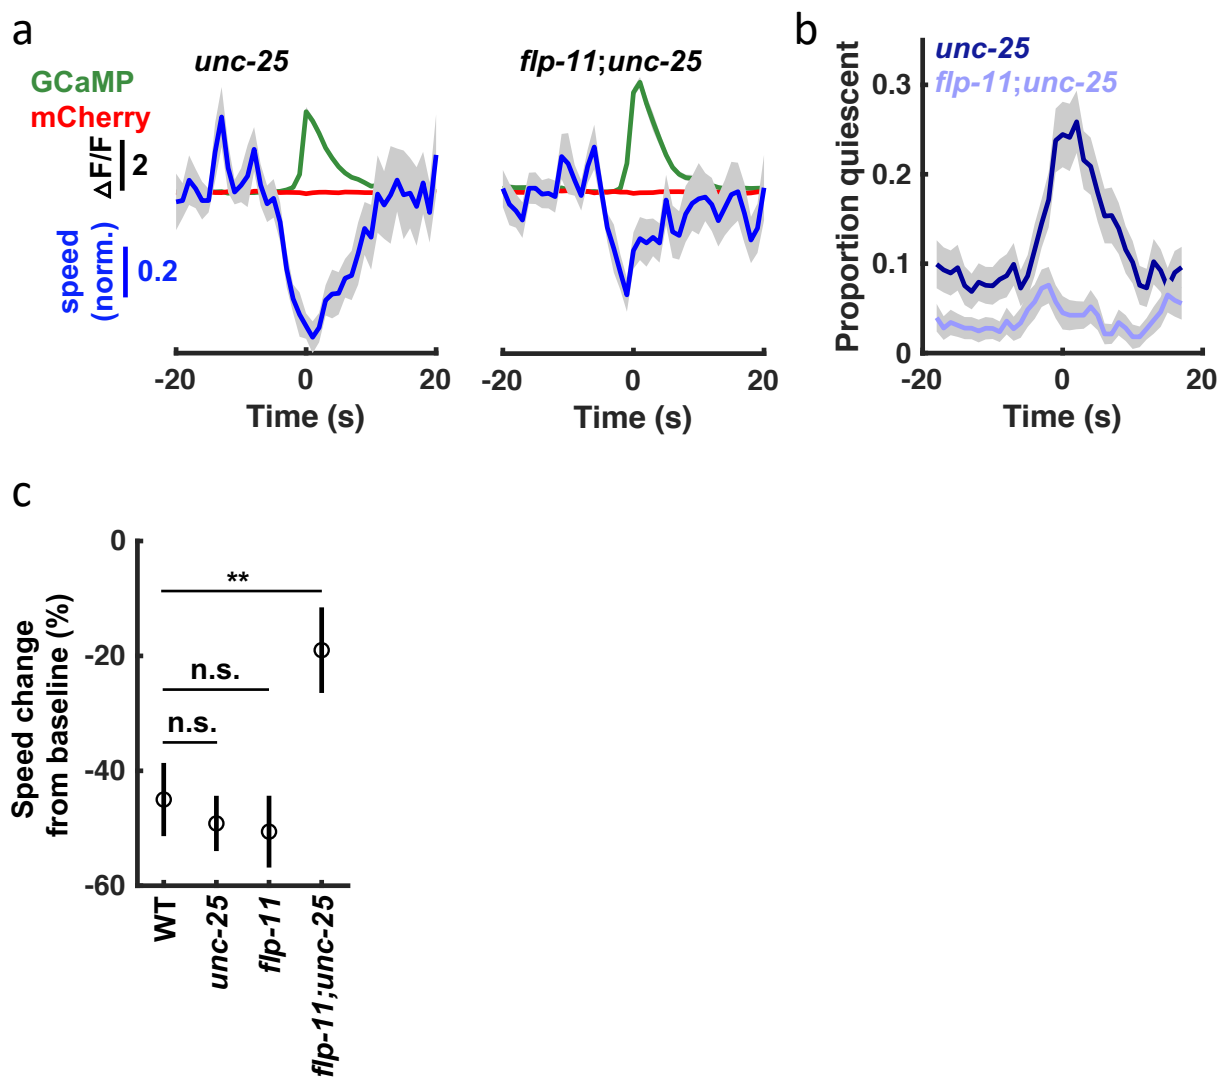 a
unc-25
GCaMP
mCherry
ΔF/F
2
speed
(norm.)
0.2
-20
0
20
Time (s)
flp-11;unc-25
-20
0
20
Time (s)
b
unc-25
flp-11;unc-25
Proportion quiescent
0.3
0.2
0.1
0
-20
0
20
Time (s)
c
Speed change
from baseline (%)
0
-20
-40
-60
**
n.s.
n.s.
WT
unc-25
flp-11
flp-11;unc-25